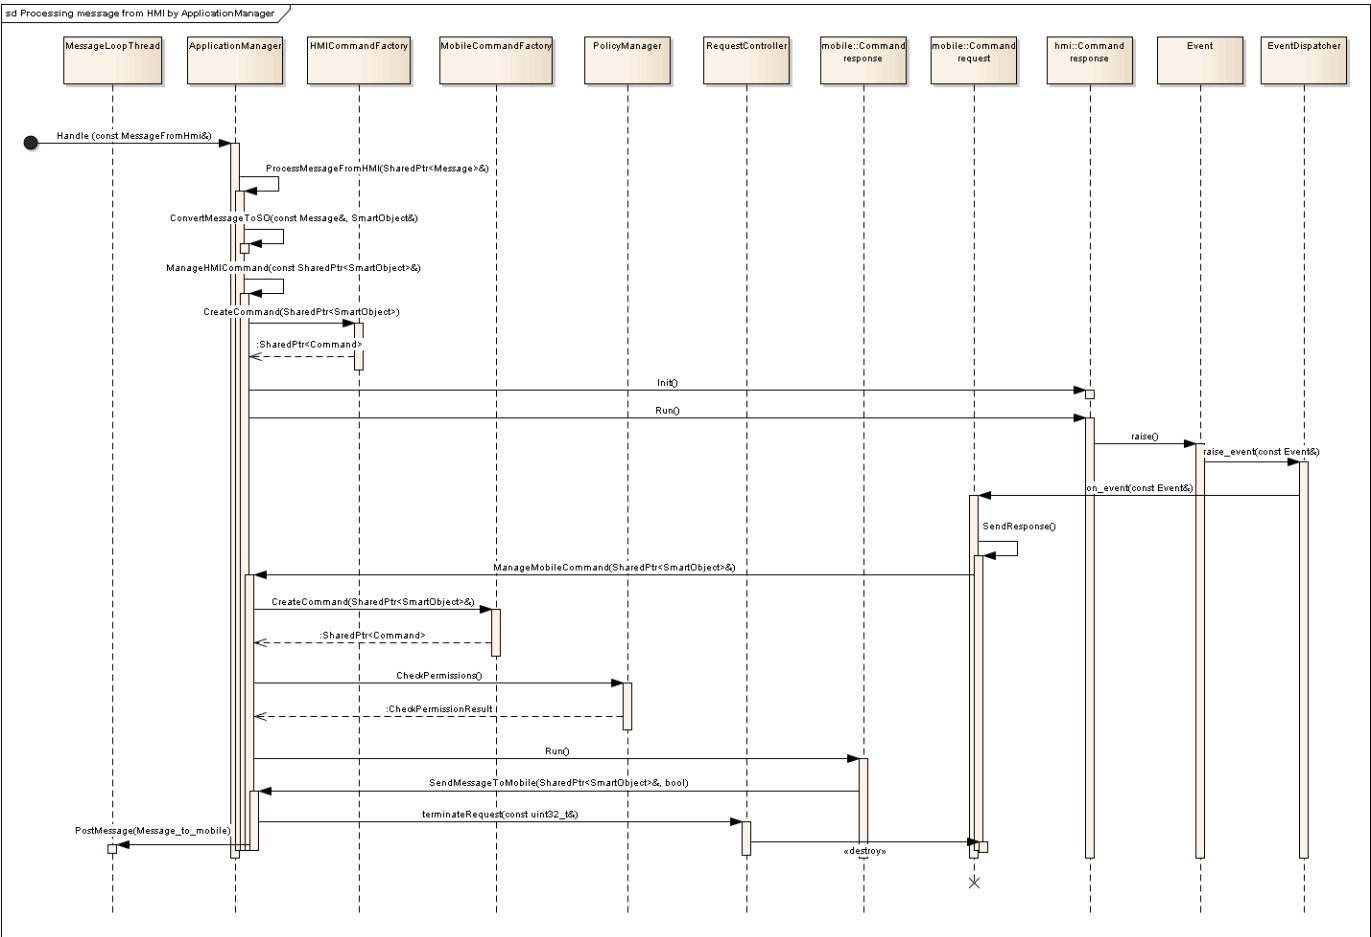 sd Processing message from HMI by ApplicationManager
MessageLoopThread
ApplicationManager
HMICommandFactory
MobileCommandFactory
PolicyManager
RequestController
mobile::Command
response
mobile::Command
request
hmi::Command
response
Event
EventDispatcher
Handle (const MessageFromHmi&)
ProcessMessageFromHMI(SharedPtr<Message>&)
ConvertMessageToSO(const Message&, SmartObject&)
ManageHMICommand(const SharedPtr<SmartObject>&)
CreateCommand(SharedPtr<SmartObject>)
:SharedPtr<Command>
Init()
Run()
raise()
raise_event(const Event&)
on_event(const Event&)
SendResponse()
ManageMobileCommand(SharedPtr<SmartObject>&)
CreateCommand(SharedPtr<SmartObject>&)
:SharedPtr<Command>
CheckPermissions()
:CheckPermissionResult
Run()
SendMessageToMobile(SharedPtr<SmartObject>&, bool)
terminateRequest(const uint32_t&)
PostMessage(Message_to_mobile)
«destroy»